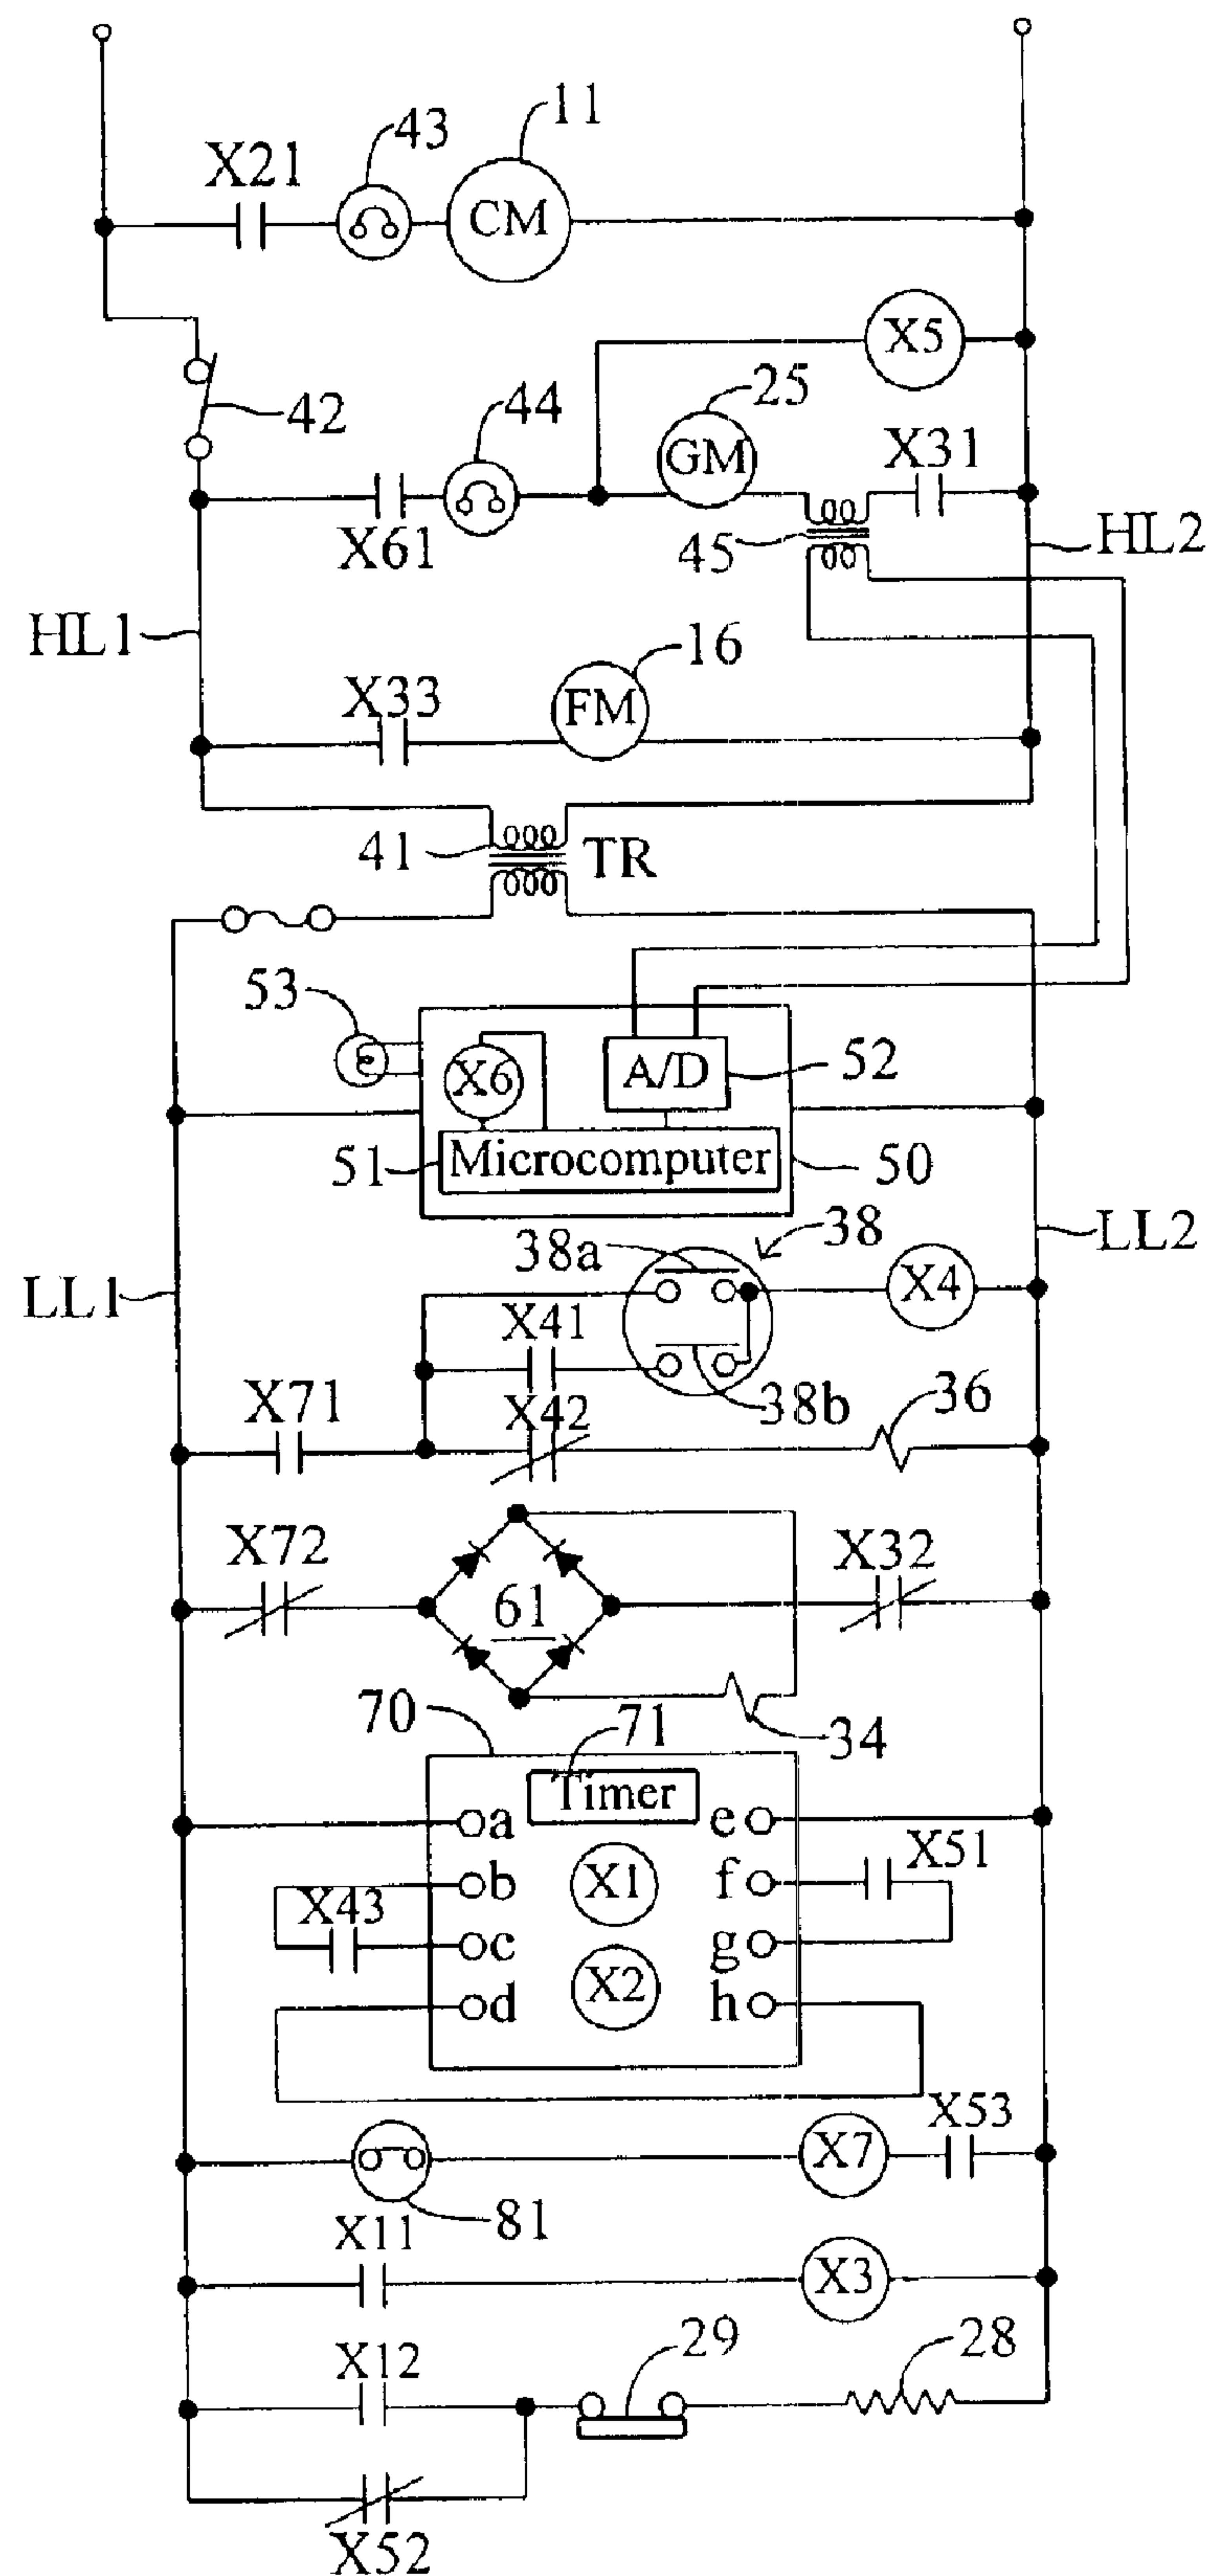 11
43
X21
CM
X5
42
44
25
GM
X31
X61
45
HL2
HL1
16
X33
FM
41
TR
53
X6
A/D
52
51
Microcomputer
50
38a
38
LL2
LL1
X4
X41
38b
36
X71
X42
X72
X32
61
70
71
34
Timer
a
e
X51
b
X1
f
X43
c
g
d
X2
h
X53
X7
81
X11
X3
29
28
X12
X52